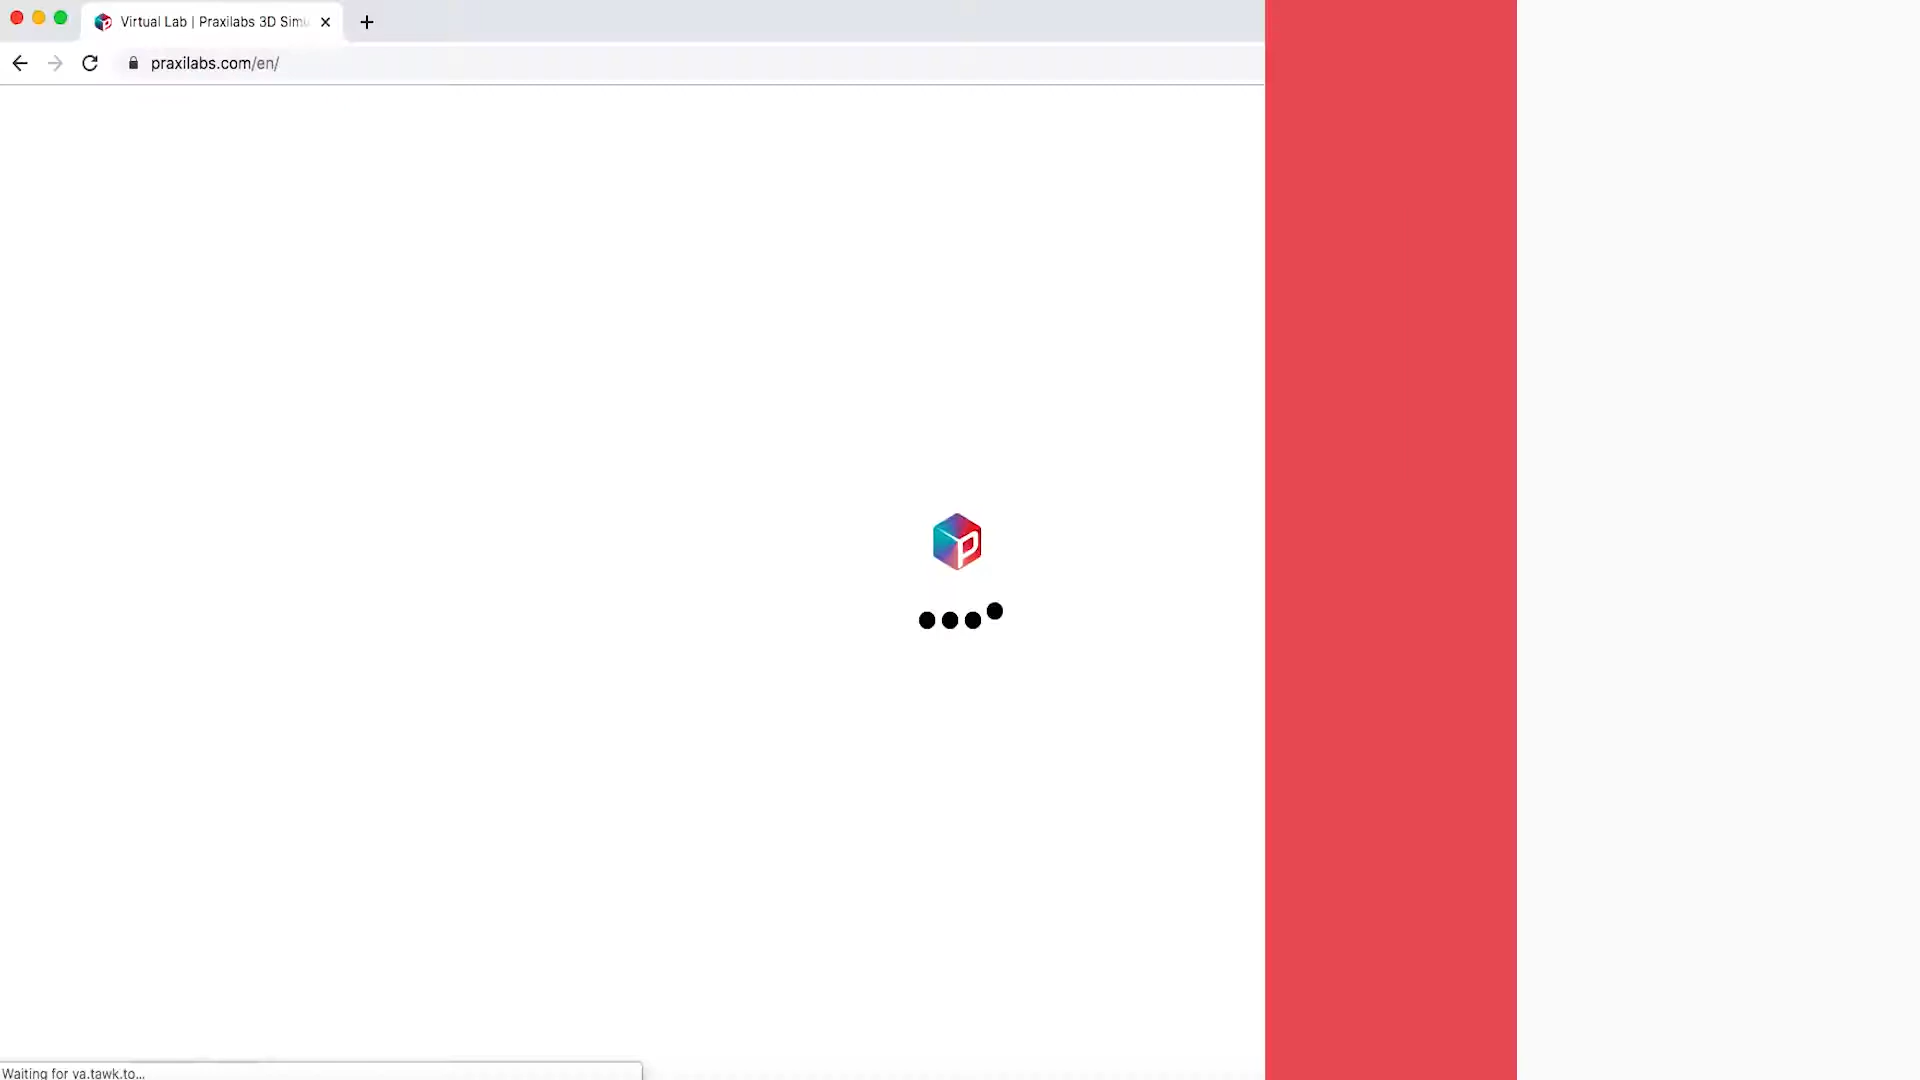 Virtual Lab | Praxilabs 3D Simu
praxilabs.com/en/
P
Waiting for va.tawk.to...